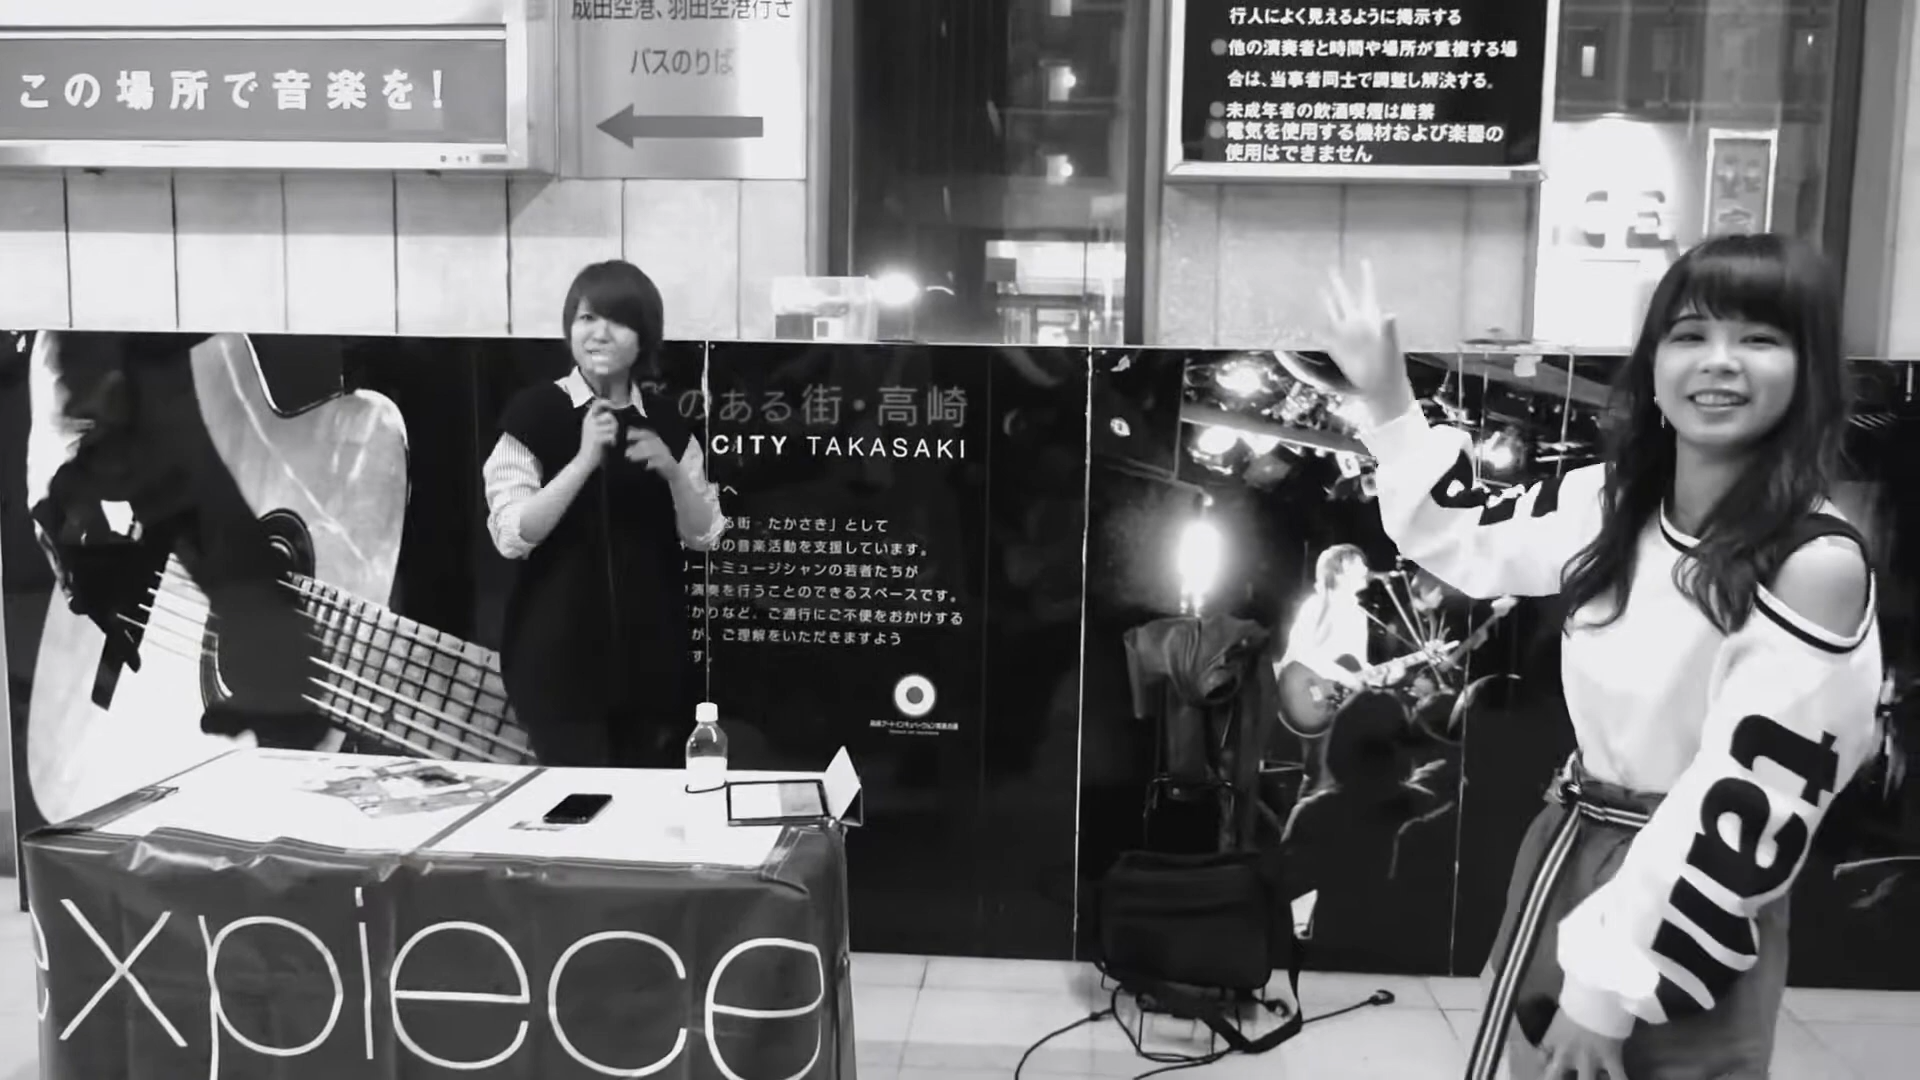 成田空港、羽田空港行き
バスのりば
この場所で音楽を!
行人によく見えるように掲示する
●他の演奏者と時間や場所が重複する場
合は、当事者同士で調整し解決する。
●未成年者の飲酒喫煙は厳禁
●電気を使用する機材および楽器の
使用はできません
のある街・高崎
CITY TAKASAKI
へ
る街 たかさき」として
の音楽活動を支援しています。
リートミュージシャンの若者たちが
演奏を行うことのできるスペースです。
かりなど、ご通行にご不便をおかけする
が、ご理解をいただきますよう
す。
expiece